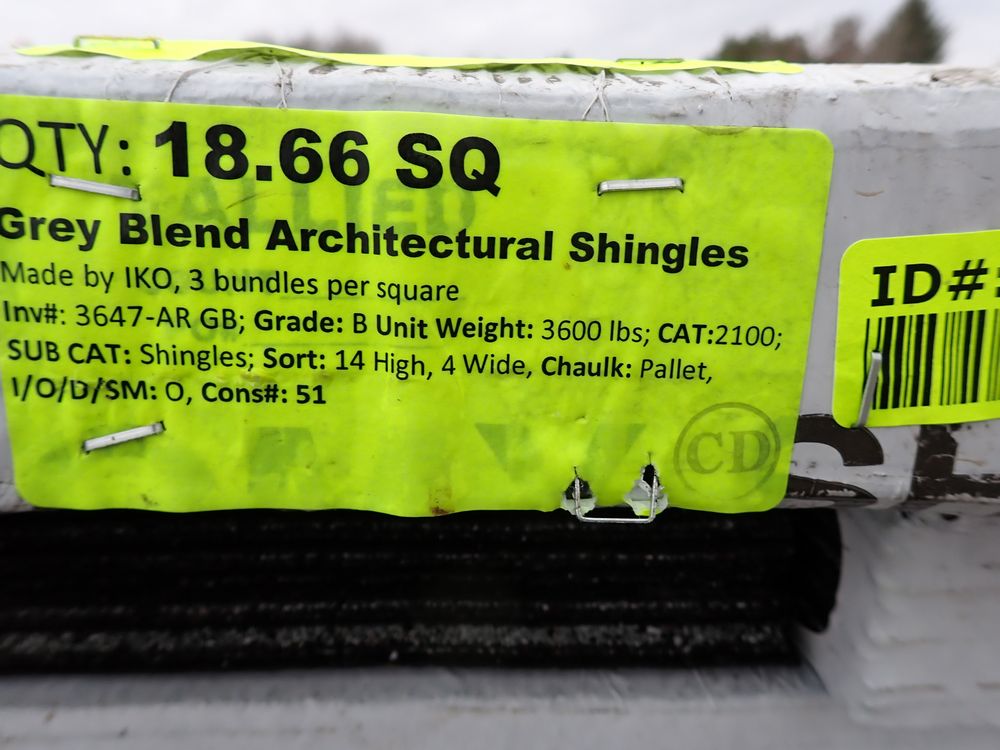 QTY: 18.66 SQ
ALLIED
Grey Blend Architectural Shingles
Made by IKO, 3 bundles per square
Inv#: 3647-AR GB; Grade: B Unit Weight: 3600 lbs; CAT:2100;
SUB CAT: Shingles; Sort: 14 High, 4 Wide, Chaulk: Pallet,
I/O/D/SM: O, Cons#: 51
CD
ID#: